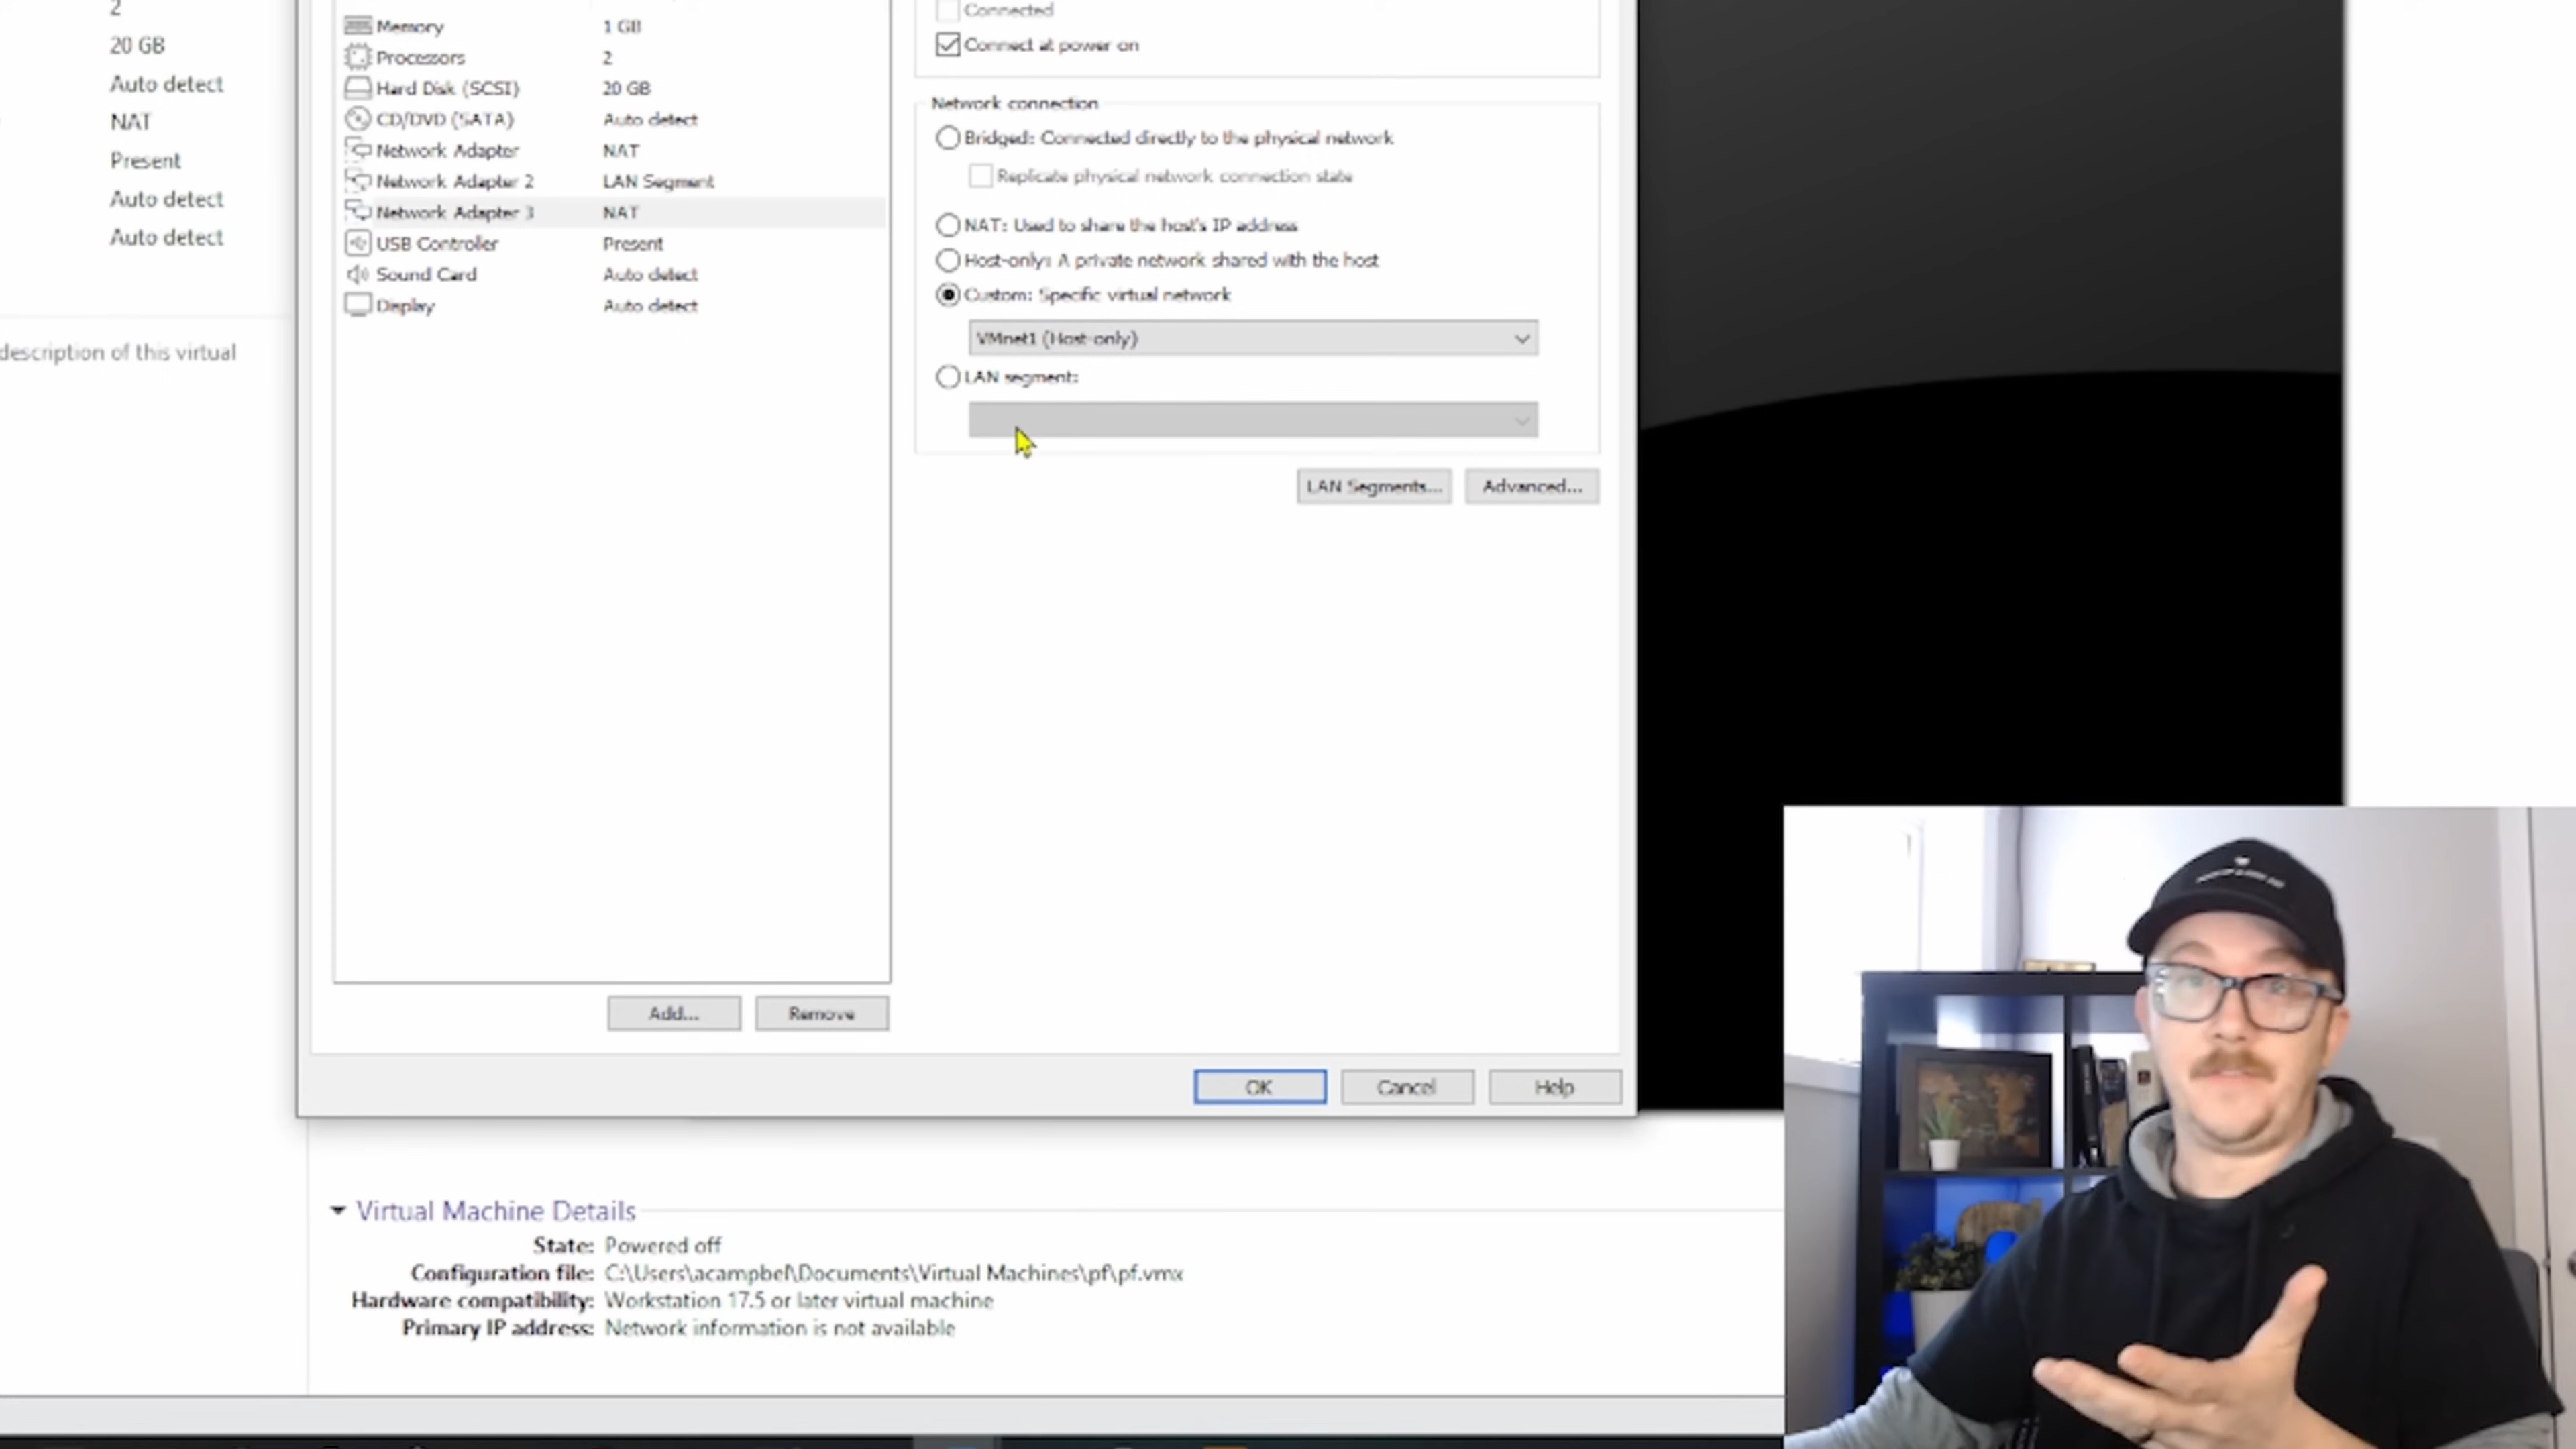 2
20 GB
Auto detect
NAT
Present
Auto detect
Auto detect
description of this virtual
Memory 1 GB
Processors 2
Hard Disk (SCSI) 20 GB
CD/DVD (SATA) Auto detect
Network Adapter NAT
Network Adapter 2 LAN Segment
Network Adapter 3 NAT
USB Controller Present
Sound Card Auto detect
Display Auto detect
Connected
Connect at power on
Network connection
Bridged: Connected directly to the physical network
Replicate physical network connection state
NAT: Used to share the host's IP address
Host-only: A private network shared with the host
Custom: Specific virtual network
VMnet1 (Host-only)
LAN segment:
LAN Segments... Advanced...
Add... Remove
OK Cancel Help
Virtual Machine Details
State: Powered off
Configuration file: C:\Users\acampbel\Documents\Virtual Machines\pf\pf.vmx
Hardware compatibility: Workstation 17.5 or later virtual machine
Primary IP address: Network information is not available